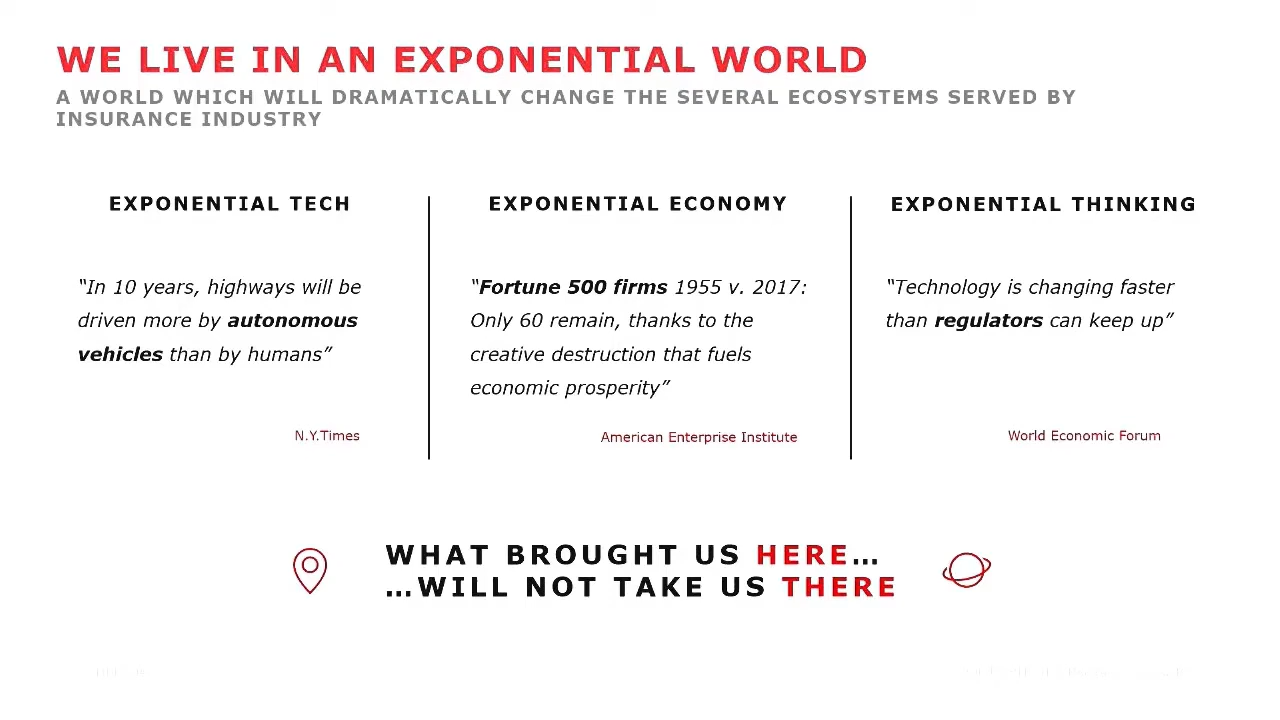 WE LIVE IN AN EXPONENTIAL WORLD
A WORLD WHICH WILL DRAMATICALLY CHANGE THE SEVERAL ECOSYSTEMS SERVED BY
INSURANCE INDUSTRY
EXPONENTIAL TECH
“In 10 years, highways will be
driven more by autonomous
vehicles than by humans”
N.Y.Times
EXPONENTIAL ECONOMY
“Fortune 500 firms 1955 v. 2017:
Only 60 remain, thanks to the
creative destruction that fuels
economic prosperity”
American Enterprise Institute
EXPONENTIAL THINKING
“Technology is changing faster
than regulators can keep up”
World Economic Forum
WHAT BROUGHT US HERE…
…WILL NOT TAKE US THERE